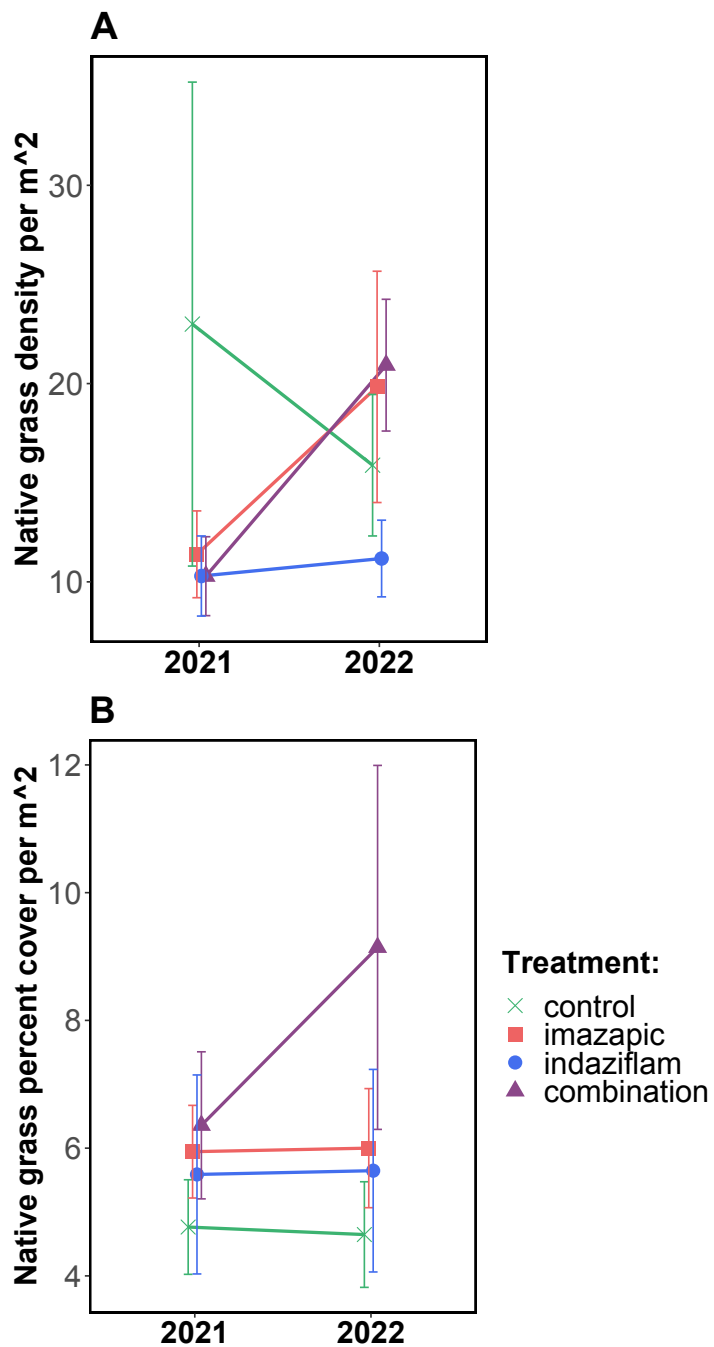 A
Native grass density per m^2
30
20
10
2021 2022
B
Native grass percent cover per m^2
12
10
8
6
4
2021 2022
Treatment:
control
imazapic
indaziflam
combination